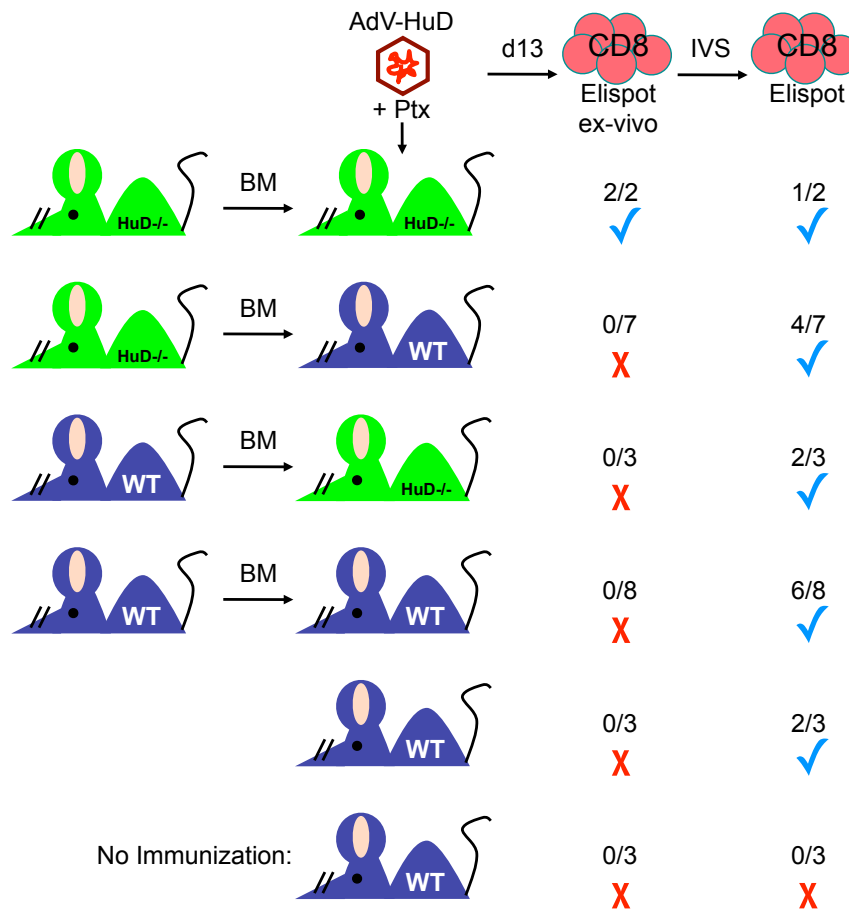 AdV-HuD
+ Ptx
d13
CD8
Elispot
ex-vivo
IVS
CD8
Elispot
HuD-/-
BM
HuD-/-
2/2
1/2
HuD-/-
BM
WT
0/7
X
4/7
WT
BM
HuD-/-
0/3
X
2/3
WT
BM
WT
0/8
X
6/8
WT
0/3
X
2/3
No Immunization:
WT
0/3
X
0/3
X